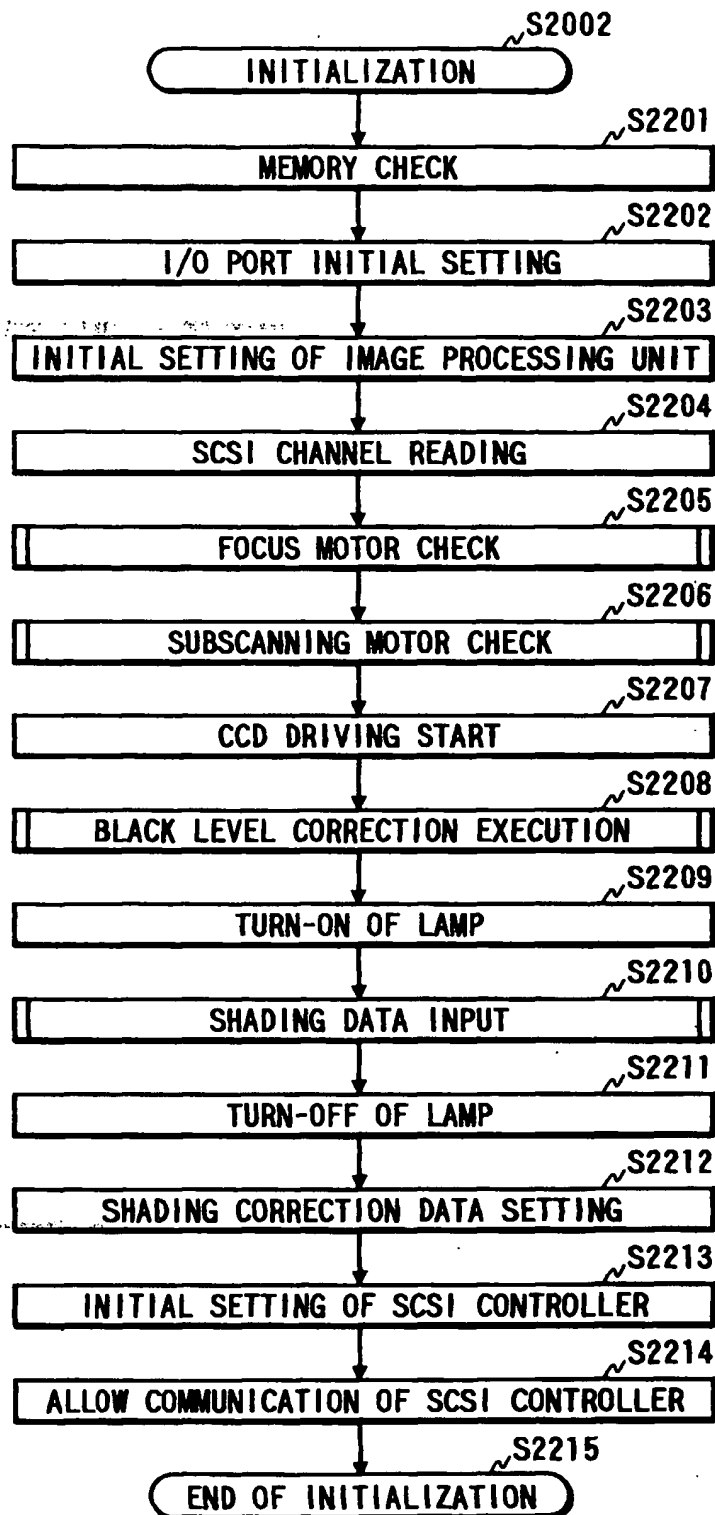 S2002
INITIALIZATION
S2201
MEMORY CHECK
S2202
I/O PORT INITIAL SETTING
S2203
INITIAL SETTING OF IMAGE PROCESSING UNIT
S2204
SCSI CHANNEL READING
S2205
FOCUS MOTOR CHECK
S2206
SUBSCANNING MOTOR CHECK
S2207
CCD DRIVING START
S2208
BLACK LEVEL CORRECTION EXECUTION
S2209
TURN-ON OF LAMP
S2210
SHADING DATA INPUT
S2211
TURN-OFF OF LAMP
S2212
SHADING CORRECTION DATA SETTING
S2213
INITIAL SETTING OF SCSI CONTROLLER
S2214
ALLOW COMMUNICATION OF SCSI CONTROLLER
S2215
END OF INITIALIZATION